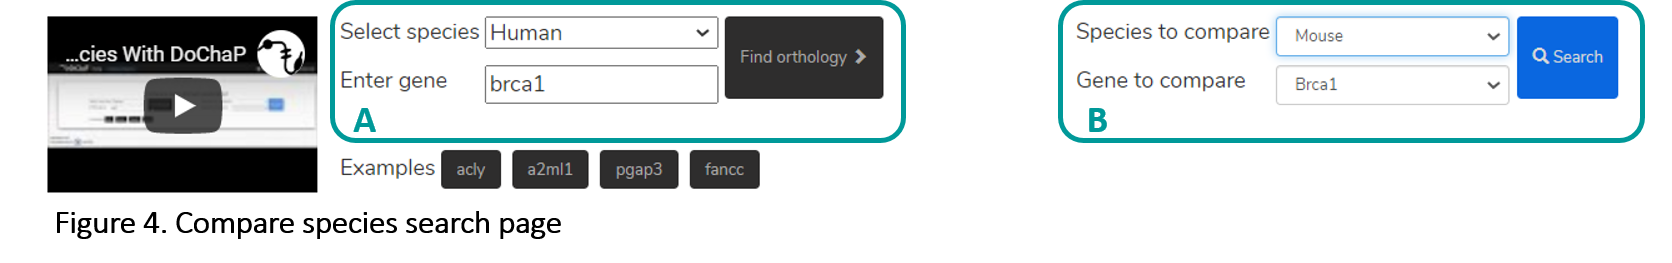 ...cies With DoChaP
Select species Human
Enter gene brca1
Find orthology
A
Examples acly a2ml1 pgap3 fancc
Species to compare Mouse
Gene to compare Brca1
Search
B
Figure 4. Compare species search page